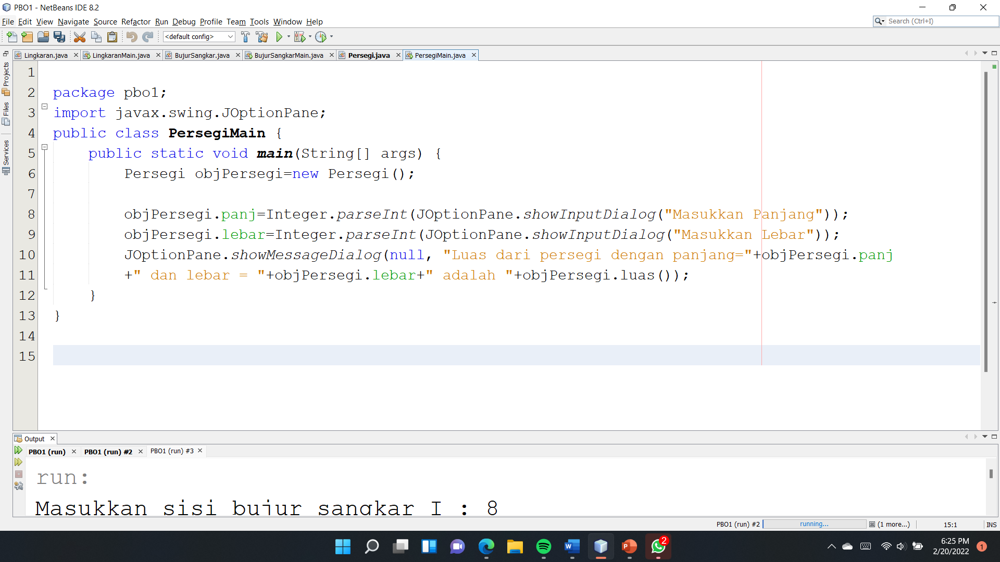 PBO1 - NetBeans IDE 8.2
File Edit View Navigate Source Refactor Run Debug Profile Team Tools Window Help
Search (Ctrl+I)
<default config>
Lingkaran.java LingkaranMain.java BujurSangkar.java BujurSangkarMain.java Persegi.java PersegiMain.java
Projects
Files
Services
1
2 package pbo1;
3 import javax.swing.JOptionPane;
4 public class PersegiMain {
5 public static void main(String[] args) {
6 Persegi objPersegi=new Persegi();
7
8 objPersegi.panj=Integer.parseInt(JOptionPane.showInputDialog("Masukkan Panjang"));
9 objPersegi.lebar=Integer.parseInt(JOptionPane.showInputDialog("Masukkan Lebar"));
10 JOptionPane.showMessageDialog(null, "Luas dari persegi dengan panjang="+objPersegi.panj
11 +" dan lebar = "+objPersegi.lebar+" adalah "+objPersegi.luas());
12 }
13 }
14
15
Output
PBO1 (run) PBO1 (run) #2 PBO1 (run) #3
run:
Masukkan sisi bujur sangkar I : 8
PBO1 (run) #2 running... (1 more...) 15:1 INS
2
6:25 PM
2/20/2022
1